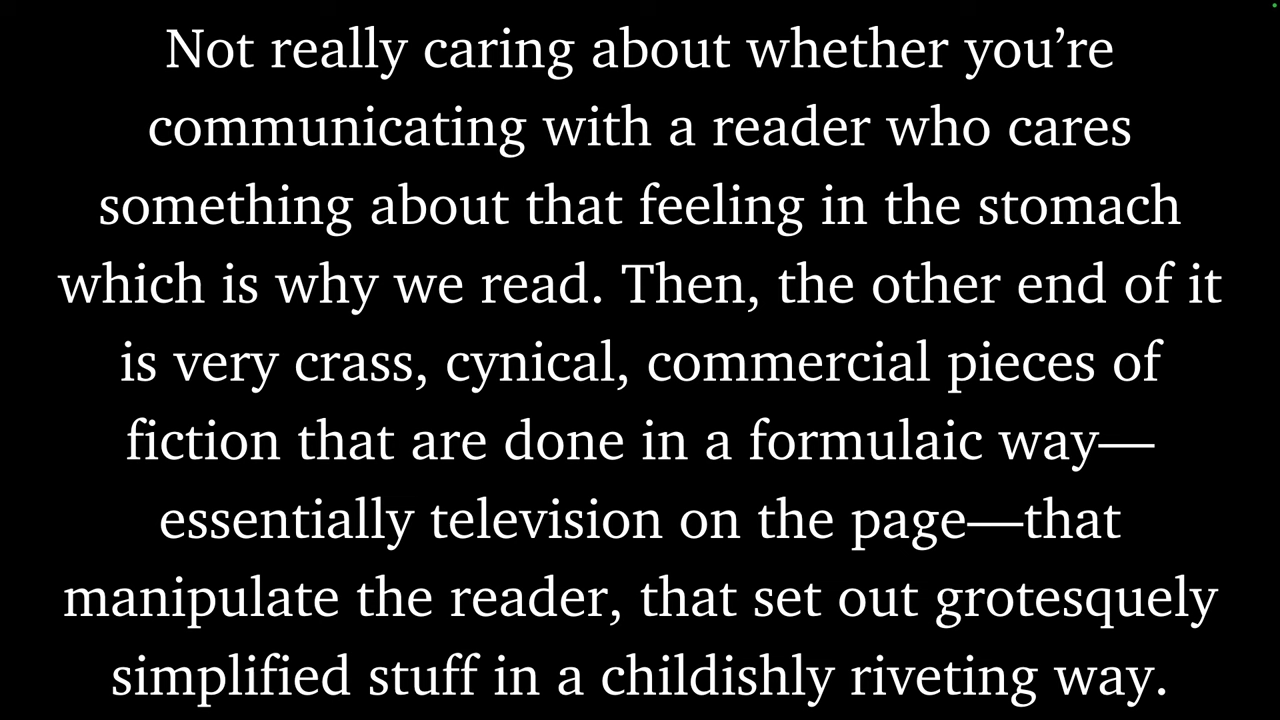 Not really caring about whether you’re
communicating with a reader who cares
something about that feeling in the stomach
which is why we read. Then, the other end of it
is very crass, cynical, commercial pieces of
fiction that are done in a formulaic way—
essentially television on the page—that
manipulate the reader, that set out grotesquely
simplified stuff in a childishly riveting way.